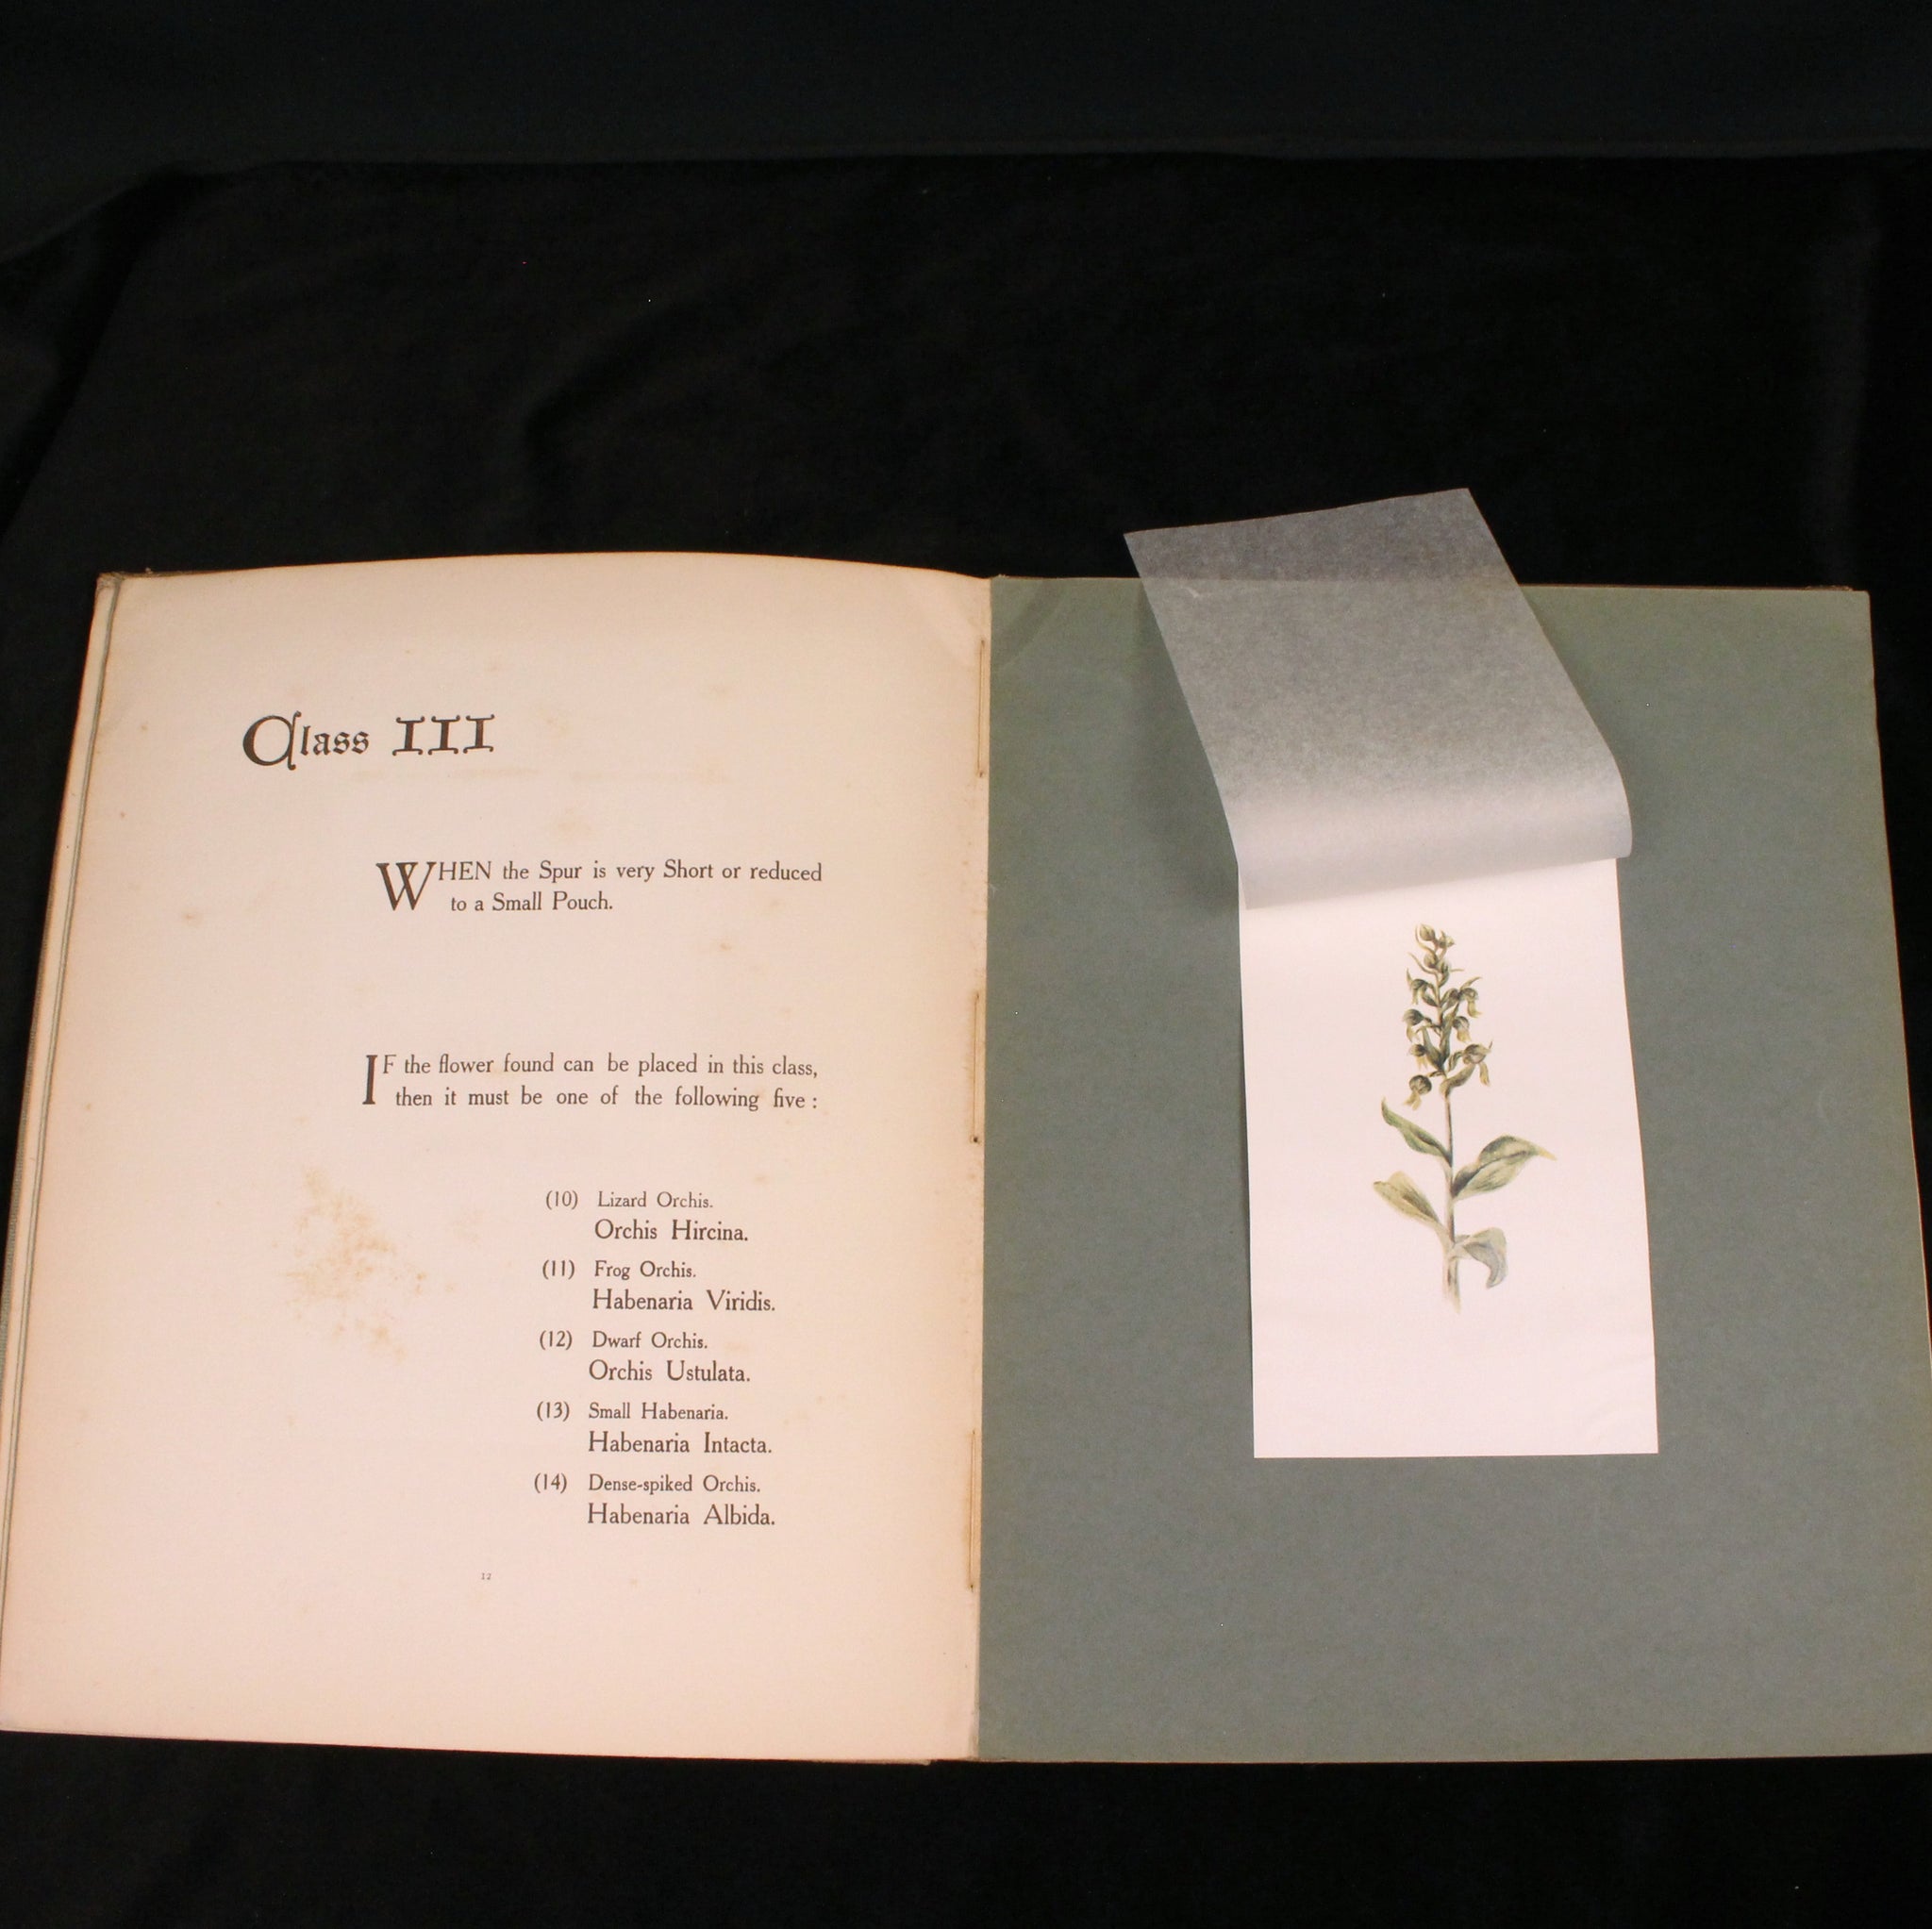 Class III
WHEN the Spur is very Short or reduced
to a Small Pouch.
IF the flower found can be placed in this class,
then it must be one of the following five :
(10) Lizard Orchis.
Orchis Hircina.
(11) Frog Orchis.
Habenaria Viridis.
(12) Dwarf Orchis.
Orchis Ustulata.
(13) Small Habenaria.
Habenaria Intacta.
(14) Dense-spiked Orchis.
Habenaria Albida.
12